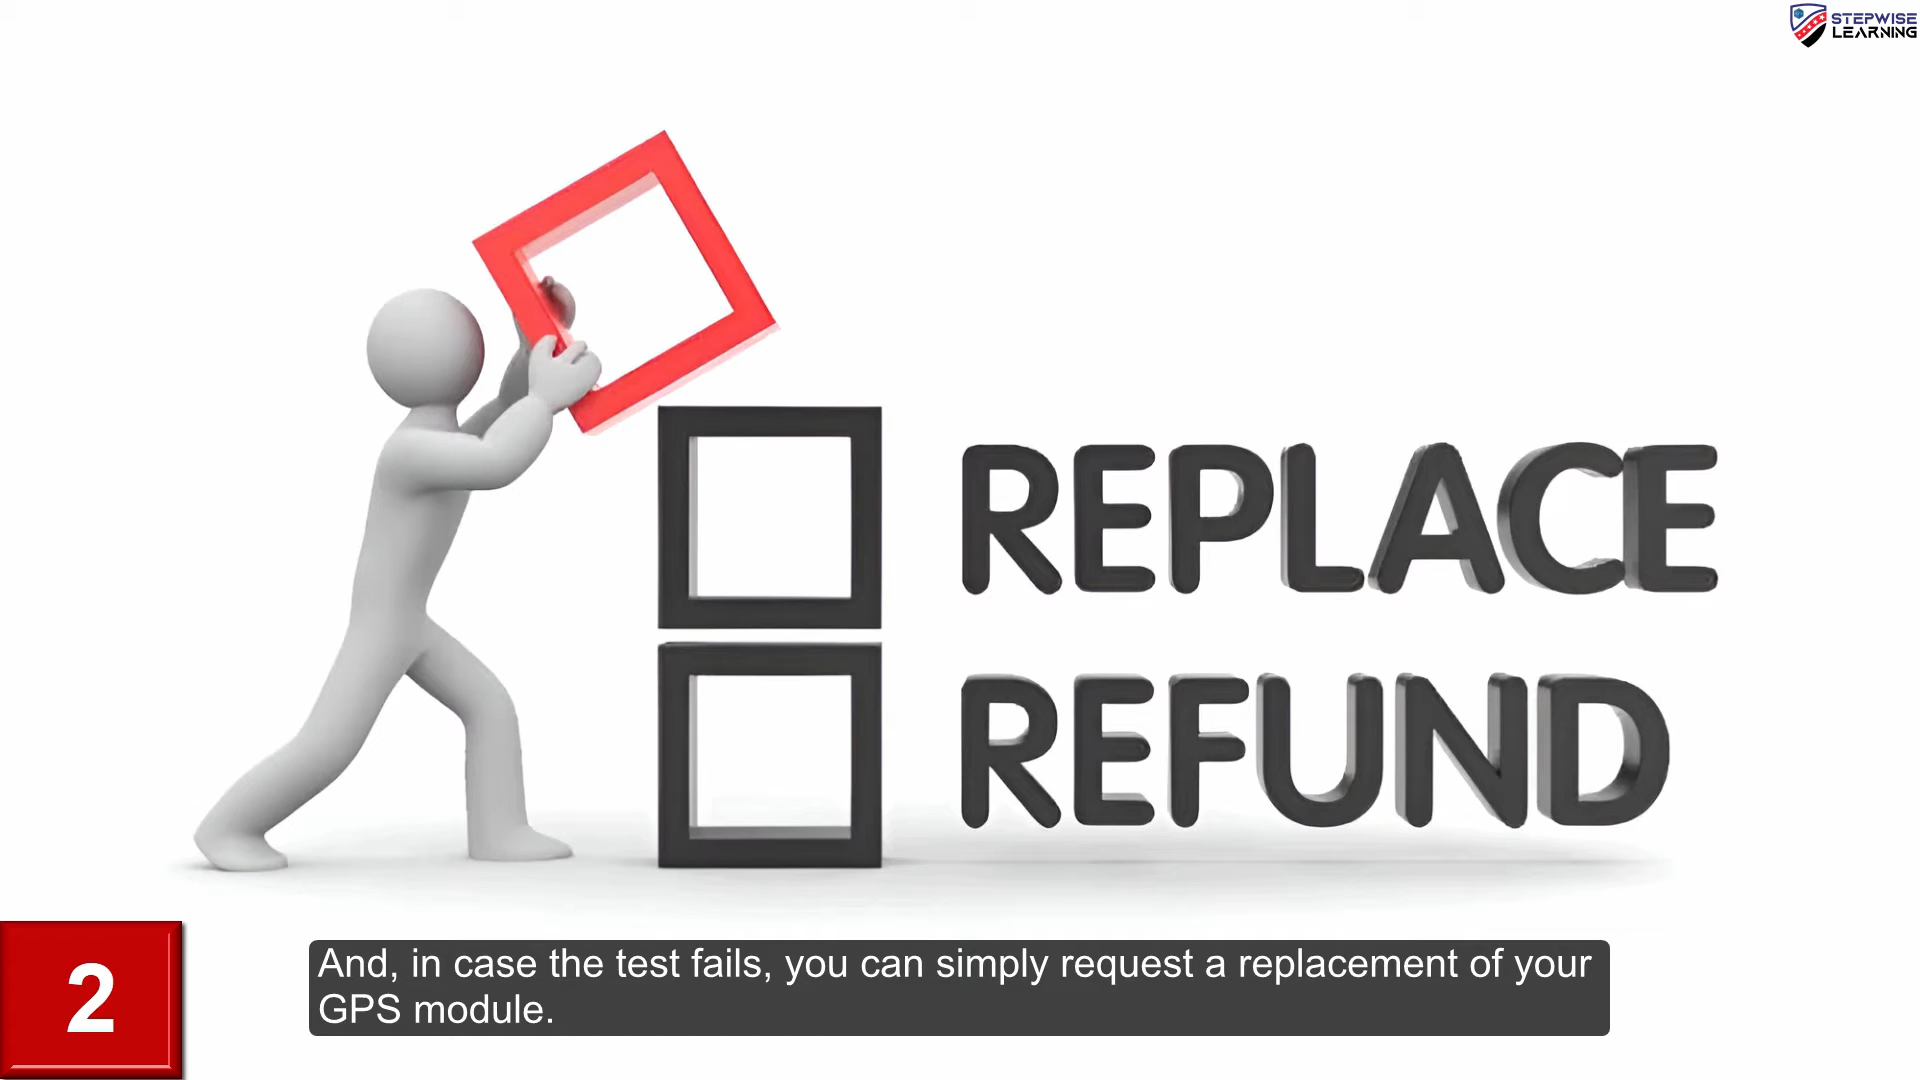 STEPWISE
LEARNING
REPLACE
REFUND
2
And, in case the test fails, you can simply request a replacement of your
GPS module.